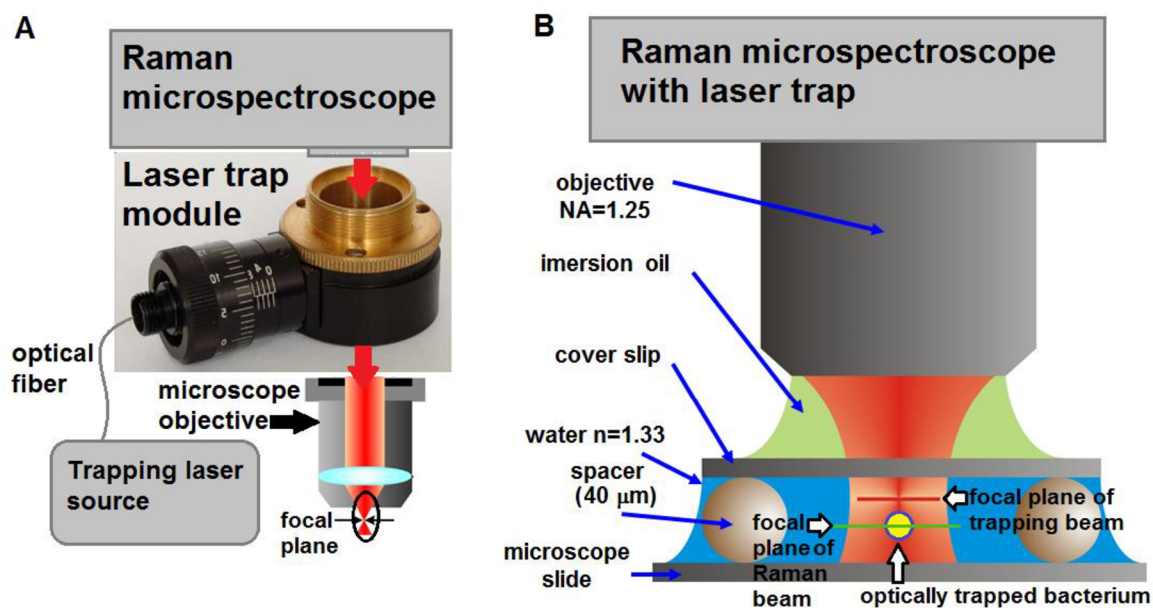 A
Raman
microspectroscope
Laser trap
module
optical
fiber
microscope
objective
Trapping laser
source
focal
plane
B
Raman microspectroscope
with laser trap
objective
NA=1.25
imersion oil
cover slip
water n=1.33
spacer
(40 μm)
microscope
slide
focal
plane of
Raman
beam
focal plane of
trapping beam
optically trapped bacterium